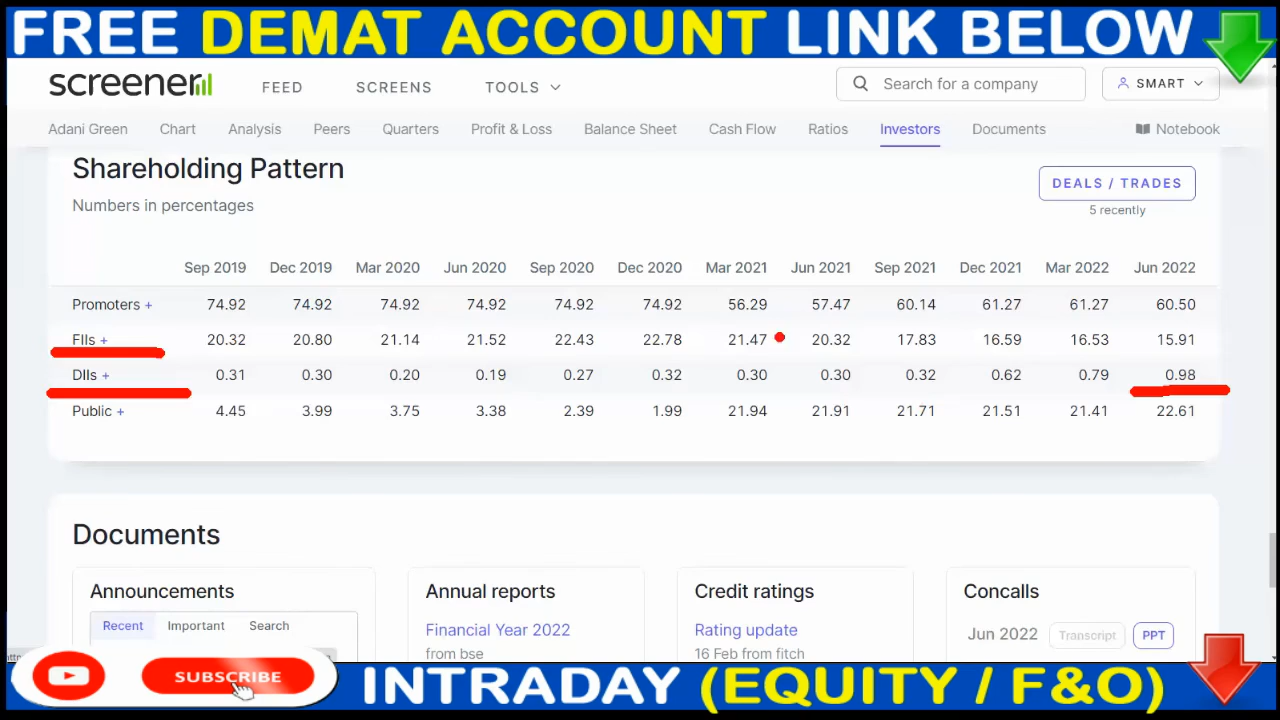 FREE DEMAT ACCOUNT LINK BELOW
screener
FEED SCREENS TOOLS
Search for a company
SMART
Adani Green Chart Analysis Peers Quarters Profit & Loss Balance Sheet Cash Flow Ratios Investors Documents Notebook
Shareholding Pattern
Numbers in percentages
DEALS / TRADES
5 recently
Sep 2019 Dec 2019 Mar 2020 Jun 2020 Sep 2020 Dec 2020 Mar 2021 Jun 2021 Sep 2021 Dec 2021 Mar 2022 Jun 2022
Promoters + 74.92 74.92 74.92 74.92 74.92 74.92 56.29 57.47 60.14 61.27 61.27 60.50
FIIs + 20.32 20.80 21.14 21.52 22.43 22.78 21.47 20.32 17.83 16.59 16.53 15.91
DIIs + 0.31 0.30 0.20 0.19 0.27 0.32 0.30 0.30 0.32 0.62 0.79 0.98
Public + 4.45 3.99 3.75 3.38 2.39 1.99 21.94 21.91 21.71 21.51 21.41 22.61
Documents
Announcements
Recent Important Search
Annual reports
Financial Year 2022
from bse
Credit ratings
Rating update
16 Feb from fitch
Concalls
Jun 2022 Transcript PPT
SUBSCRIBE
INTRADAY (EQUITY / F&O)